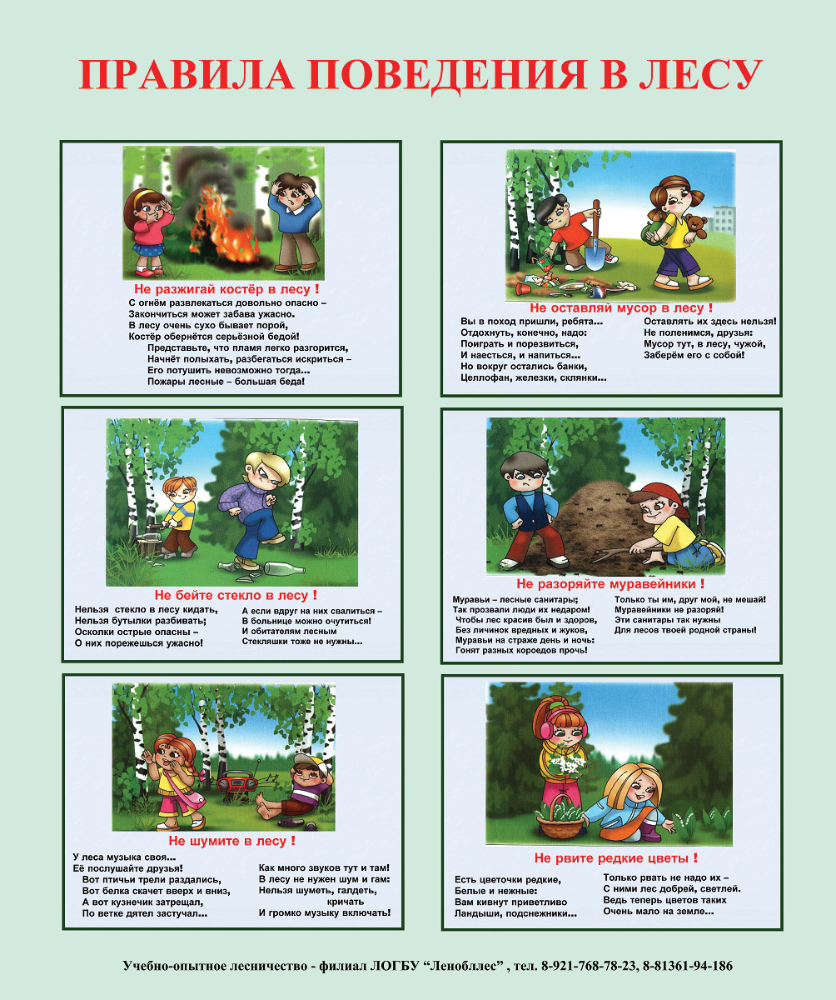 ПРАВИЛА ПОВЕДЕНИЯ В ЛЕСУ
Не разжигай костёр в лесу !
С огнём развлекаться довольно опасно –
Закончиться может забава ужасно.
В лесу очень сухо бывает порой,
Костёр обернётся серьёзной бедой!
Представьте, что пламя легко разгорится,
Начнёт полыхать, разбегаться искриться –
Его потушить невозможно тогда...
Пожары лесные – большая беда!
Не оставляй мусор в лесу !
Вы в поход пришли, ребята...
Отдохнуть, конечно, надо:
Поиграть и порезвиться,
И наесться, и напиться...
Но вокруг остались банки,
Целлофан, железки, склянки...
Оставлять их здесь нельзя!
Не поленимся, друзья:
Мусор тут, в лесу, чужой,
Заберём его с собой!
Не бейте стекло в лесу !
Нельзя стекло в лесу кидать,
Нельзя бутылки разбивать;
Осколки острые опасны –
О них порежешься ужасно!
А если вдруг на них свалиться –
В больнице можно очутиться!
И обитателям лесным
Стекляшки тоже не нужны...
Не разоряйте муравейники !
Муравьи – лесные санитары;
Так прозвали люди их недаром!
Чтобы лес красив был и здоров,
Без личинок вредных и жуков,
Муравьи на страже день и ночь:
Гонят разных короедов прочь!
Только ты им, друг мой, не мешай!
Муравейники не разоряй!
Эти санитары так нужны
Для лесов твоей родной страны!
Не шумите в лесу !
У леса музыка своя...
Её послушайте друзья!
Вот птичьи трели раздались,
Вот белка скачет вверх и вниз,
А вот кузнечик затрещал,
По ветке дятел застучал...
Как много звуков тут и там!
В лесу не нужен шум и гам:
Нельзя шуметь, галдеть,
кричать
И громко музыку включать!
Не рвите редкие цветы !
Есть цветочки редкие,
Белые и нежные:
Вам кивнут приветливо
Ландыши, подснежники...
Только рвать не надо их –
С ними лес добрей, светлей.
Ведь теперь цветов таких
Очень мало на земле...
Учебно-опытное лесничество - филиал ЛОГБУ “Ленобллес” , тел. 8-921-768-78-23, 8-81361-94-186